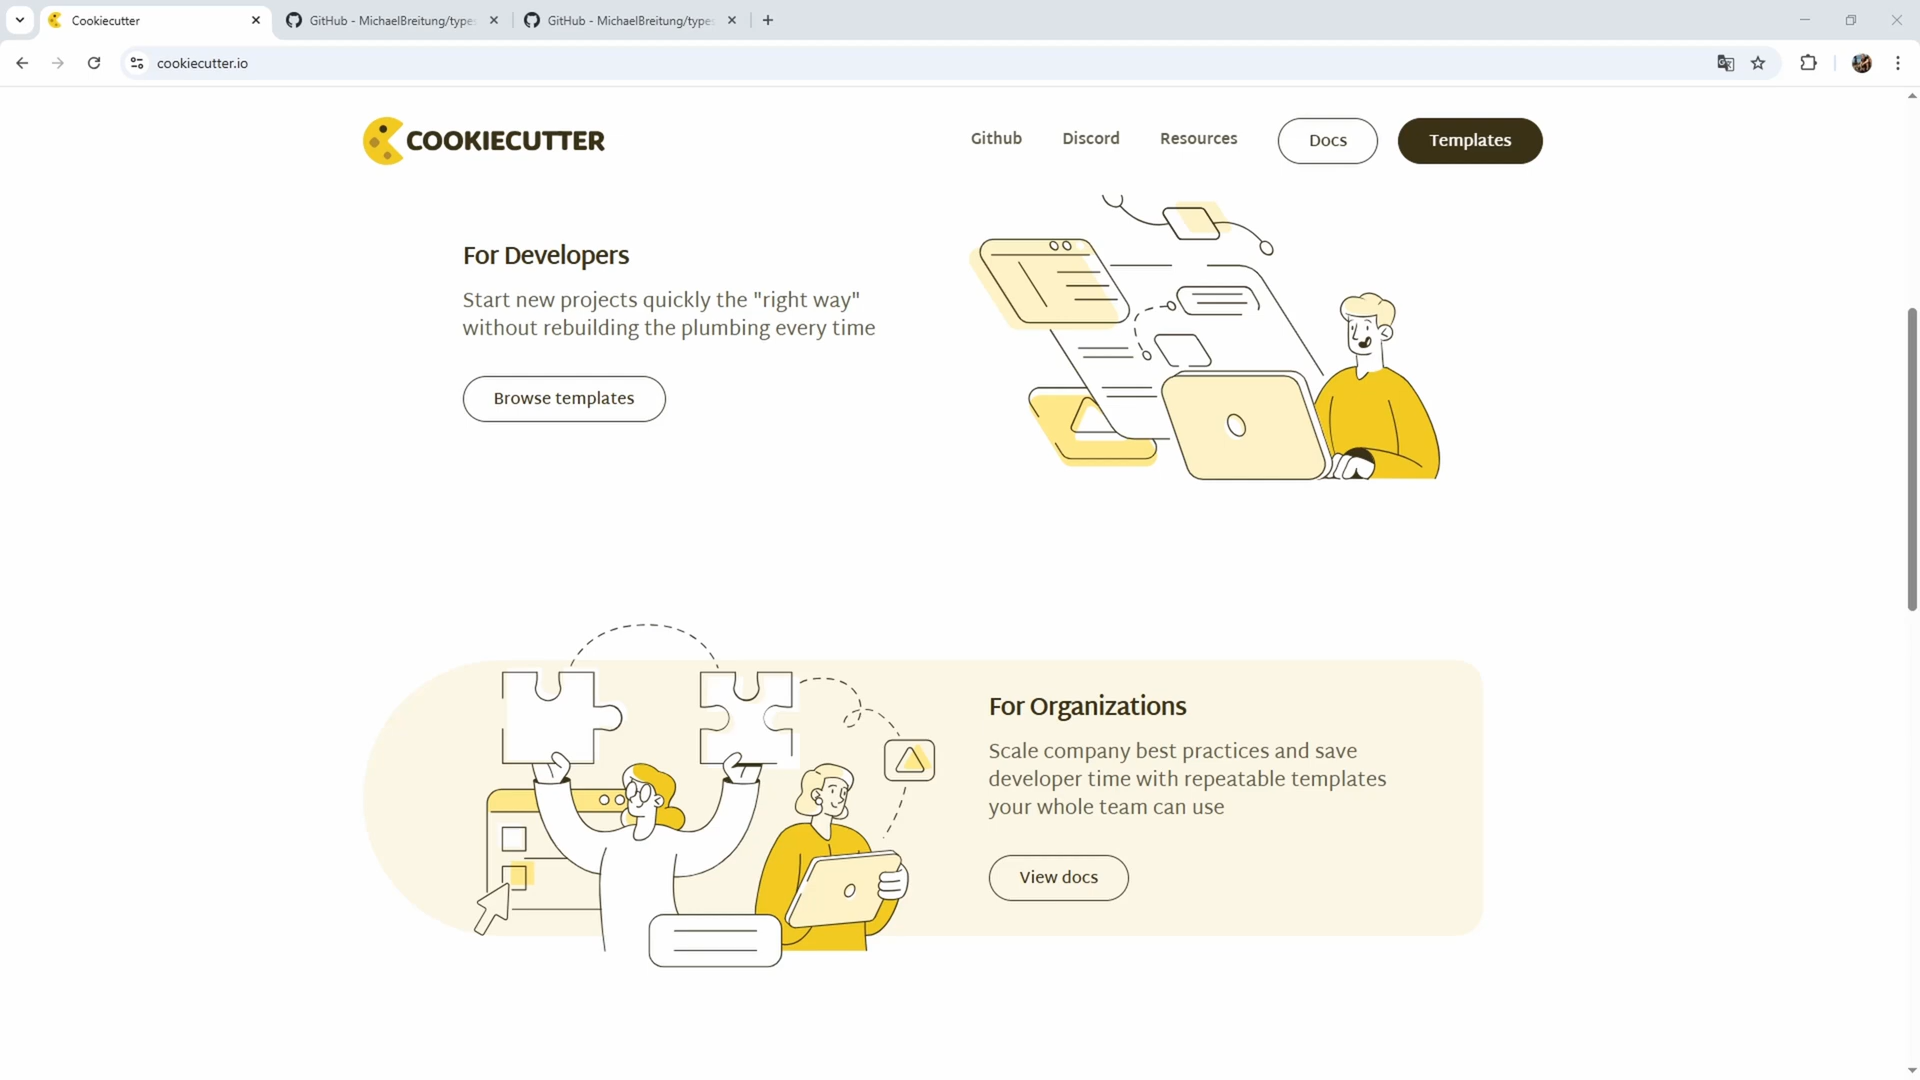 Cookiecutter
GitHub - MichaelBreitung/types
GitHub - MichaelBreitung/types
cookiecutter.io
COOKIECUTTER
Github
Discord
Resources
Docs
Templates
For Developers
Start new projects quickly the "right way"
without rebuilding the plumbing every time
Browse templates
For Organizations
Scale company best practices and save
developer time with repeatable templates
your whole team can use
View docs